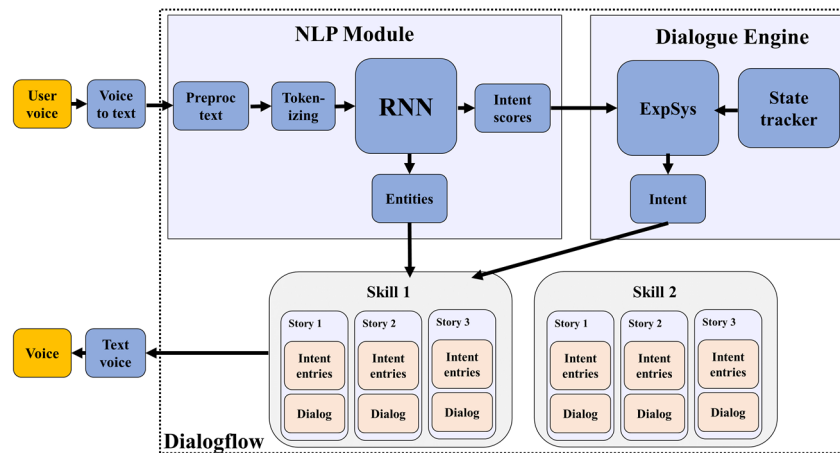 NLP Module
Dialogue Engine
User
voice
Voice
to text
Preproc
text
Token-
izing
RNN
Intent
scores
ExpSys
State
tracker
Entities
Intent
Skill 1
Story 1
Story 2
Story 3
Intent
entries
Intent
entries
Intent
entries
Dialog
Dialog
Dialog
Skill 2
Story 1
Story 2
Story 3
Intent
entries
Intent
entries
Intent
entries
Dialog
Dialog
Dialog
Voice
Text
voice
Dialogflow